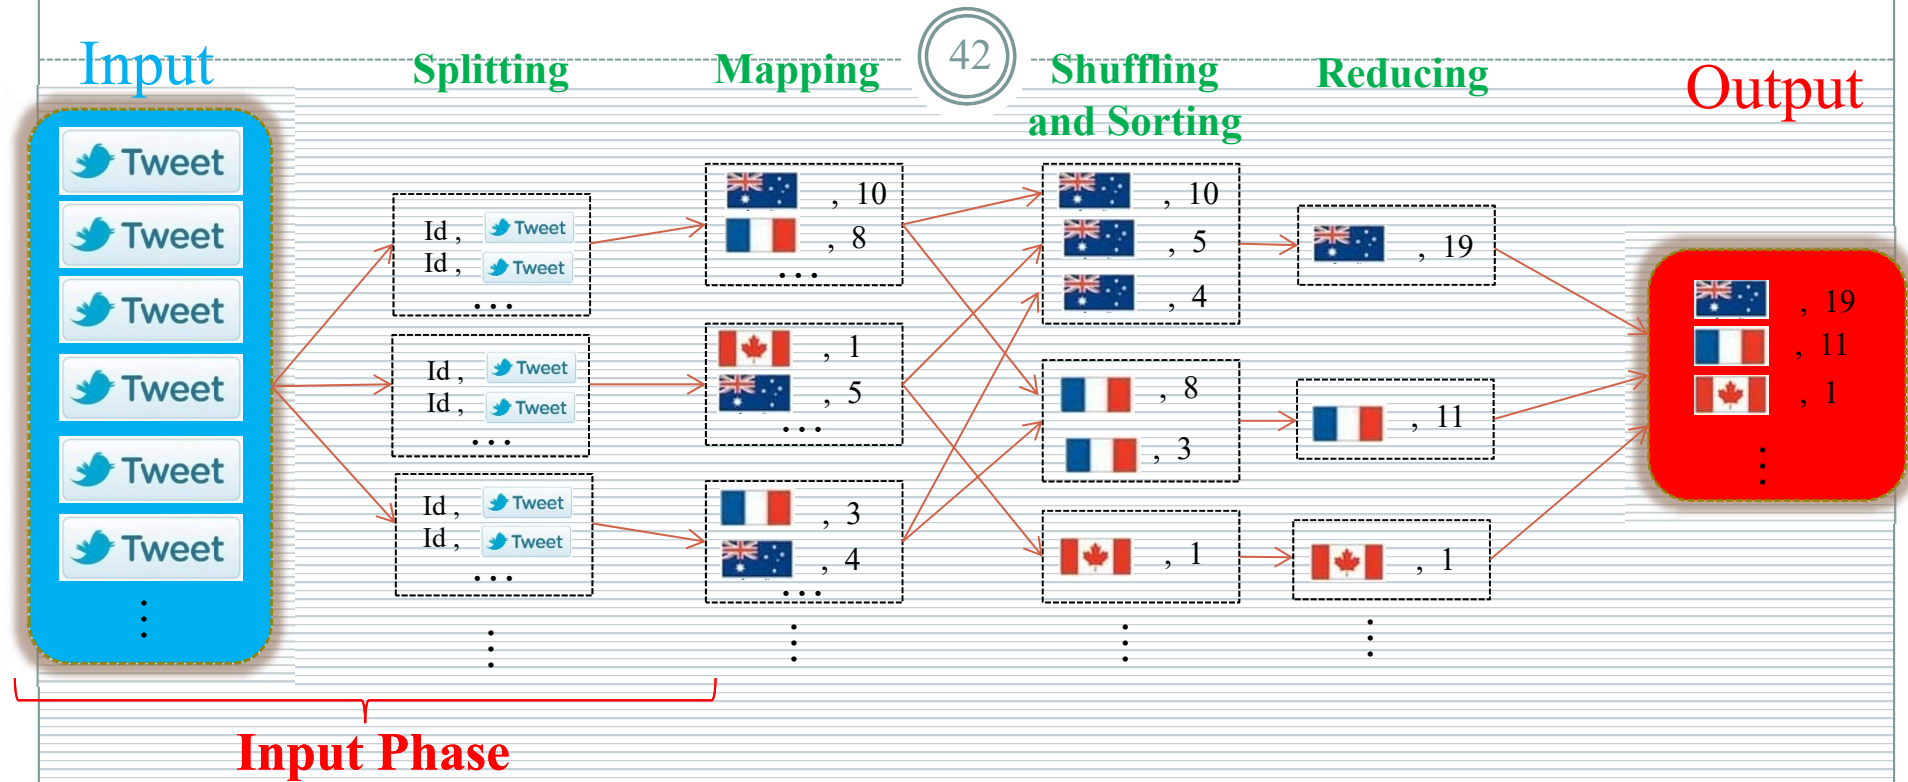 42
Input
Splitting
Mapping
Shuffling
and Sorting
Reducing
Output
Tweet
Tweet
Tweet
Tweet
Tweet
Tweet
⋮
Id , Tweet
Id , Tweet
...
Id , Tweet
Id , Tweet
...
Id , Tweet
Id , Tweet
...
⋮
, 10
, 8
...
, 1
, 5
...
, 3
, 4
...
⋮
, 10
, 5
, 4
, 8
, 3
, 1
⋮
, 19
, 11
, 1
⋮
, 19
, 11
, 1
⋮
Input Phase